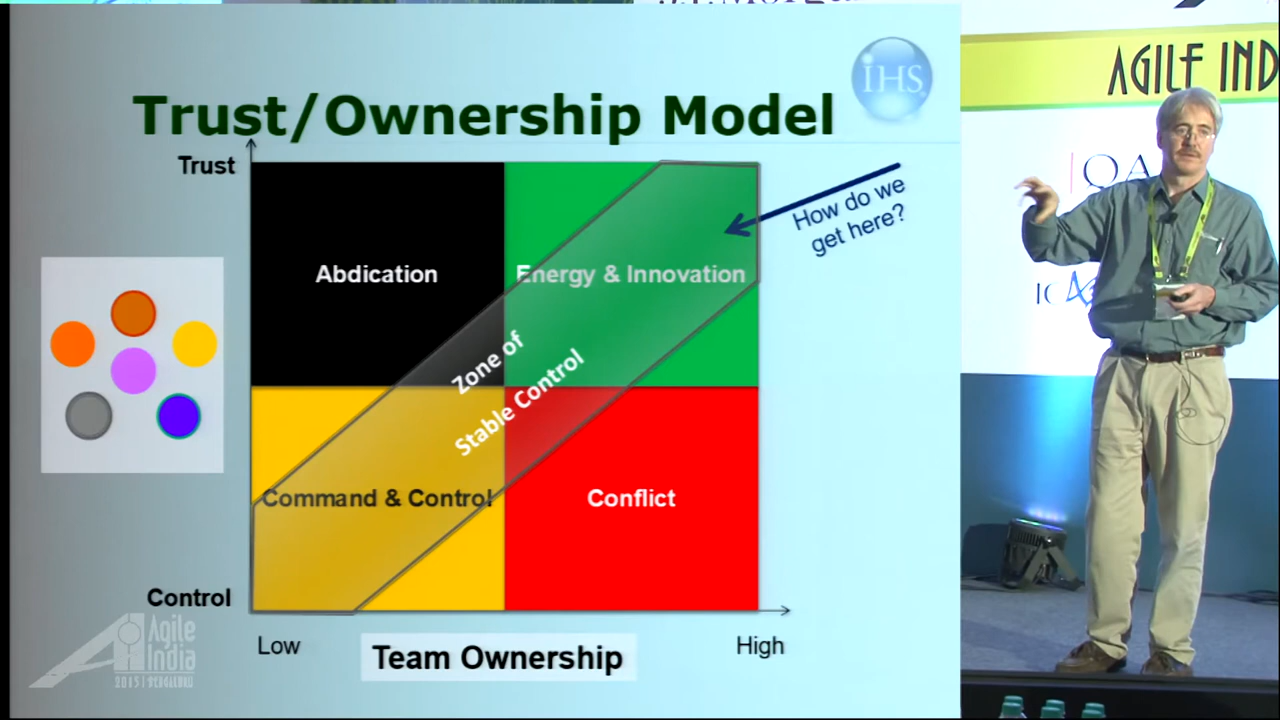 IHS
Trust/Ownership Model
Trust
How do we
get here?
Abdication
Energy & Innovation
Zone of
Stable Control
Command & Control
Conflict
Control
Low
Team Ownership
High
Agile
India
2015 | BENGALURU
AGILE IND